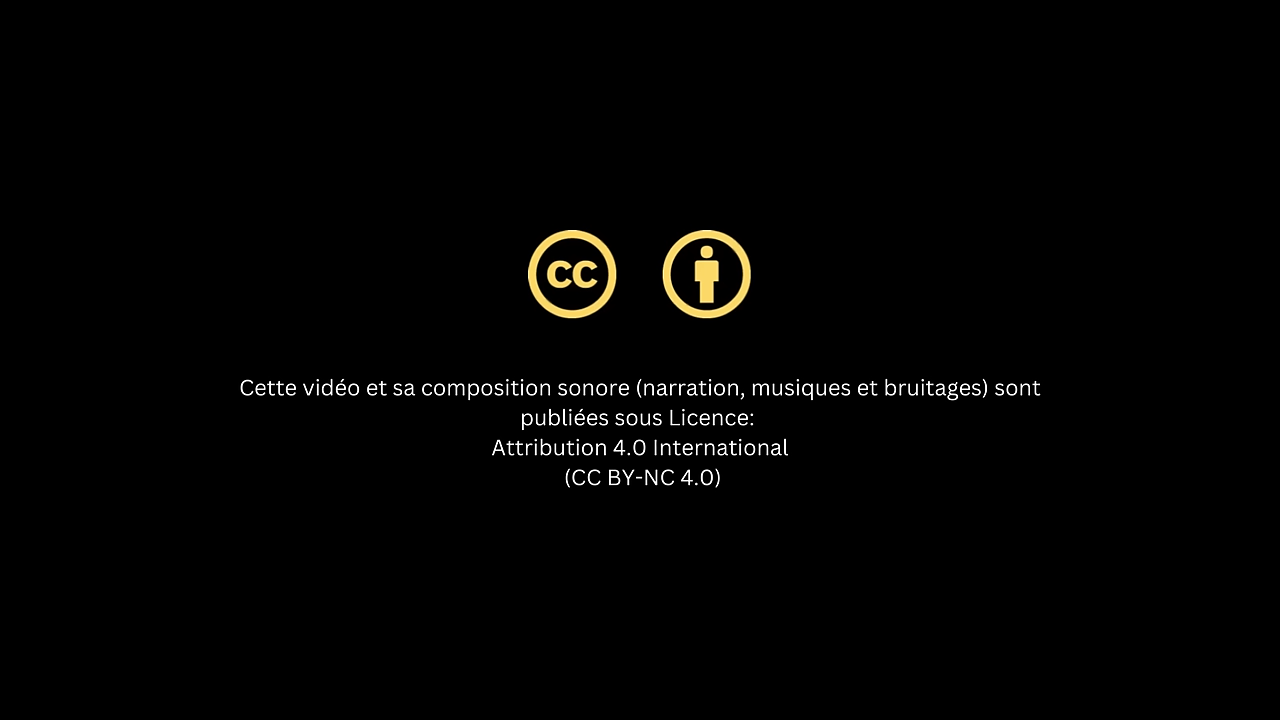 cc
Cette vidéo et sa composition sonore (narration, musiques et bruitages) sont
publiées sous Licence:
Attribution 4.0 International
(CC BY-NC 4.0)